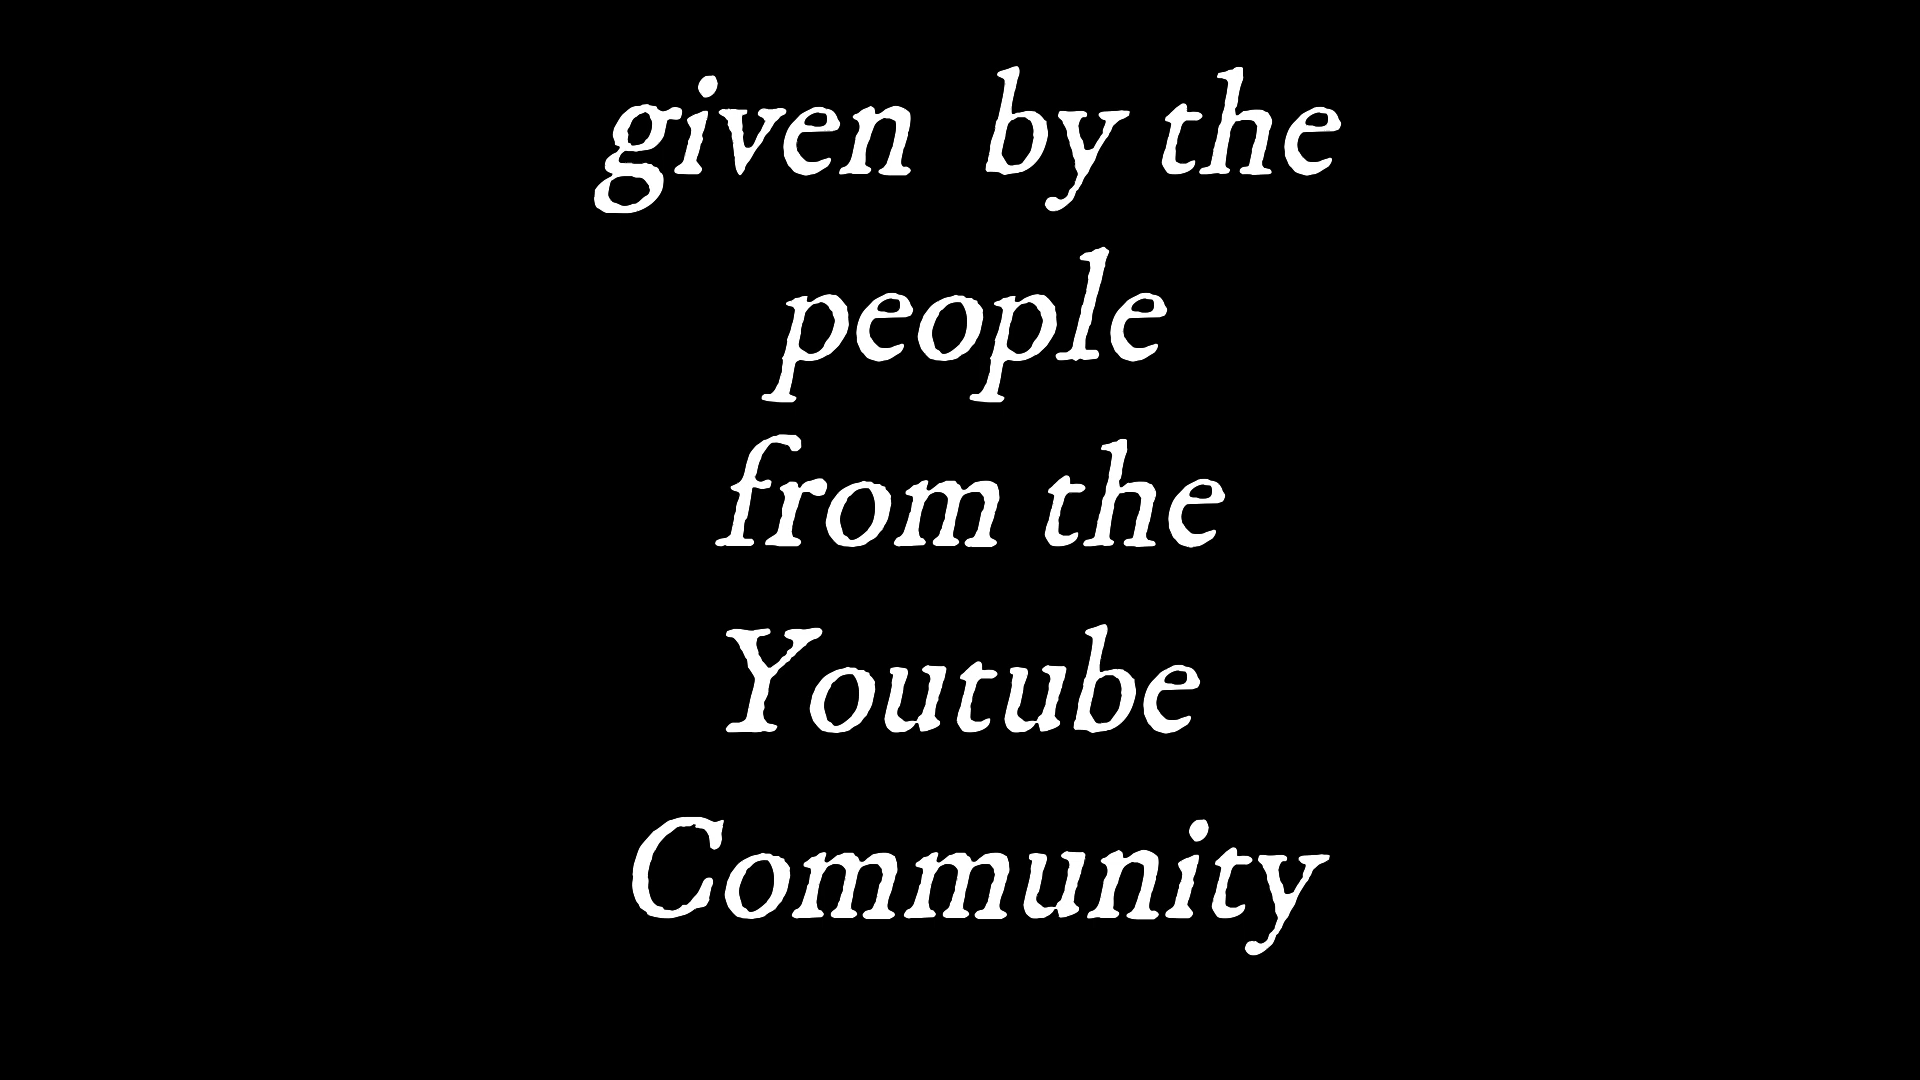 given  by the
people
from the
Youtube
Community